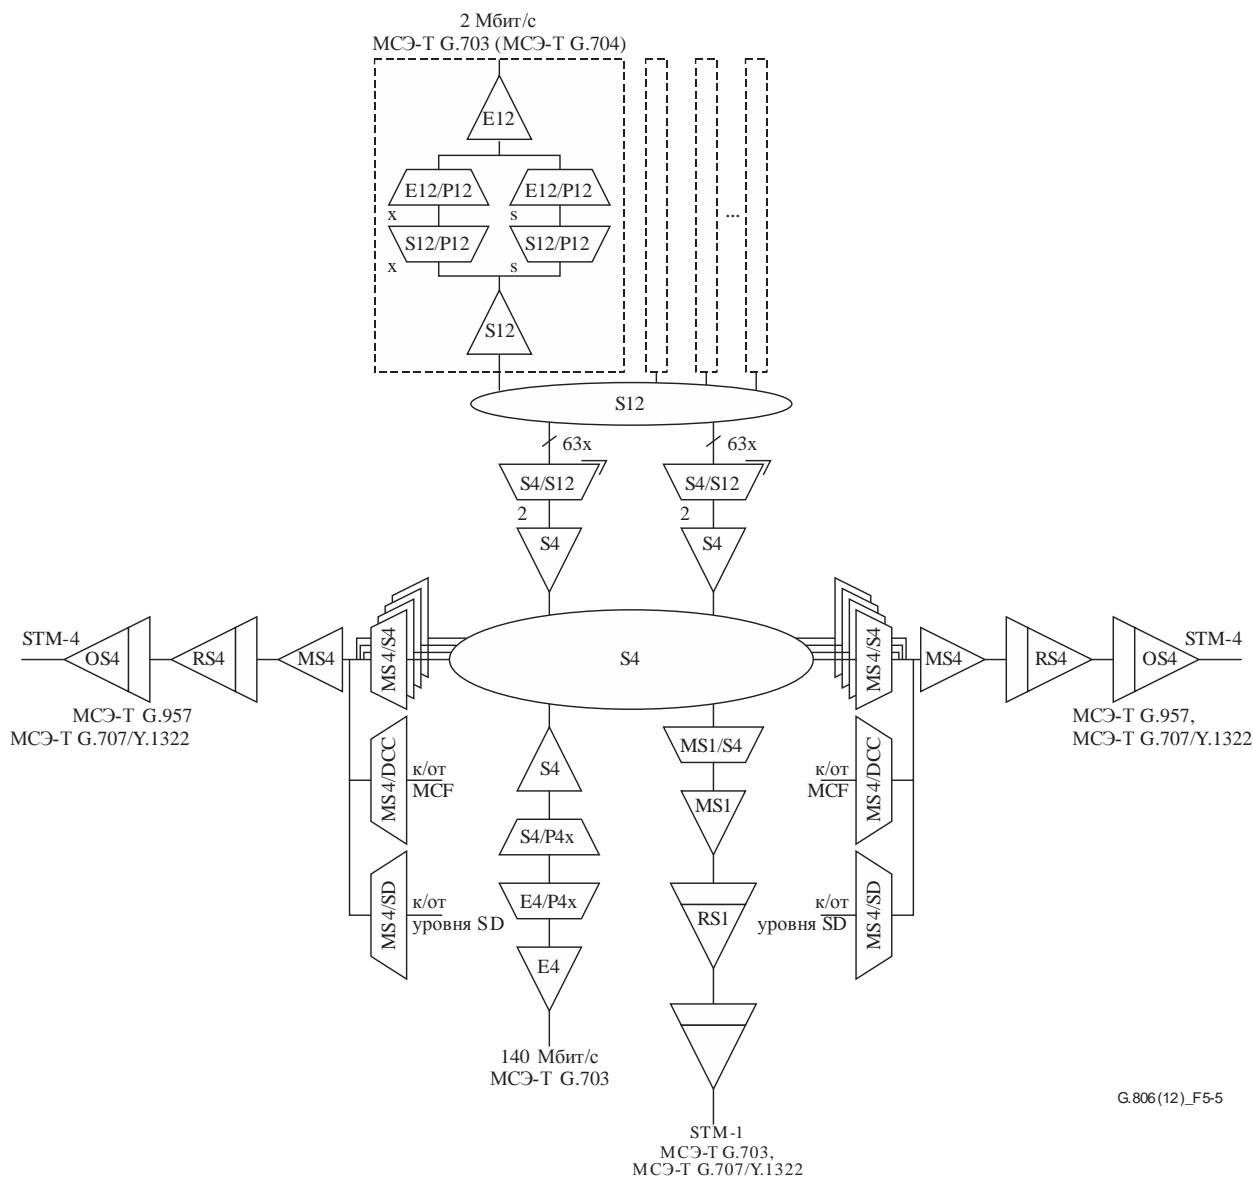 2 Мбит/с
МСЭ-Т G.703 (МСЭ-Т G.704)
E12
E12/P12
E12/P12
x
s
...
S12/P12
S12/P12
x
s
S12
S12
63x
63x
S4/S12
S4/S12
2
2
S4
S4
STM-4
OS4
RS4
MS4
MS4/S4
S4
MS4/S4
MS4
RS4
OS4
STM-4
МСЭ-Т G.957
МСЭ-Т G.707/Y.1322
МСЭ-Т G.957,
МСЭ-Т G.707/Y.1322
MS4/DCC
к/от
MCF
S4
MS1/S4
к/от
MCF
MS4/DCC
MS1
S4/P4x
MS4/SD
к/от
уровня SD
E4/P4x
RS1
к/от
уровня SD
MS4/SD
E4
140 Мбит/с
МСЭ-Т G.703
G.806(12)_F5-5
STM-1
МСЭ-Т G.703,
МСЭ-Т G.707/Y.1322